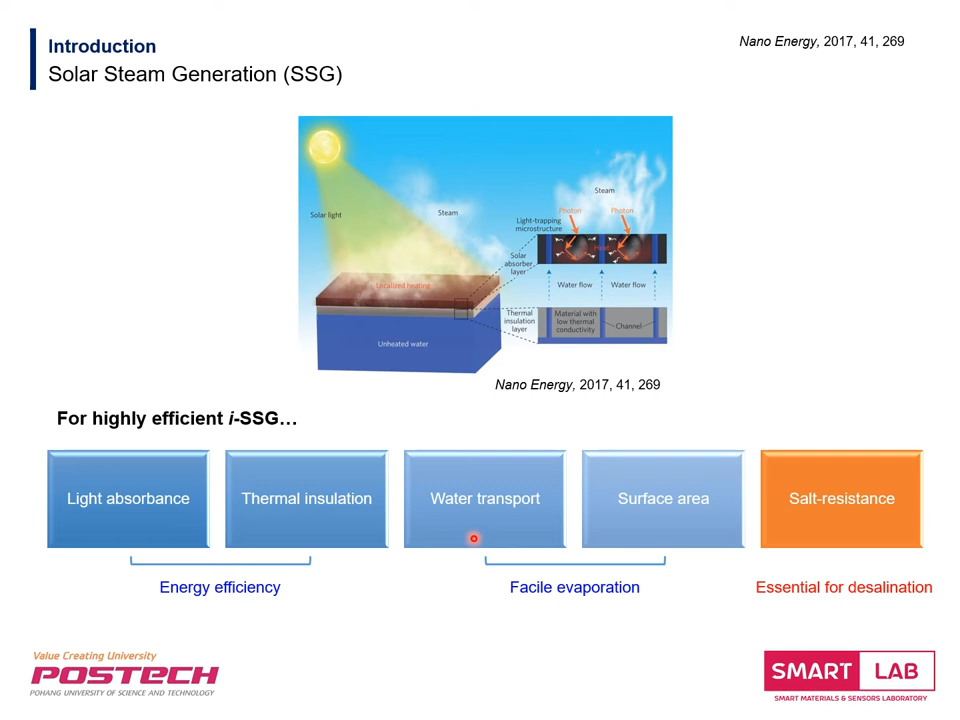 Introduction
Solar Steam Generation (SSG)
Nano Energy, 2017, 41, 269
Solar light
Steam
Localized heating
Unheated water
Steam
Photon
Photon
Light-trapping
microstructure
Heat
Solar
absorber
layer
Water flow
Water flow
Thermal
insulation
layer
Material with
low thermal
conductivity
Channel
Nano Energy, 2017, 41, 269
For highly efficient i-SSG…
Light absorbance
Thermal insulation
Water transport
Surface area
Salt-resistance
Energy efficiency
Facile evaporation
Essential for desalination
Value Creating University
POSTECH
POHANG UNIVERSITY OF SCIENCE AND TECHNOLOGY
SMART LAB
SMART MATERIALS & SENSORS LABORATORY